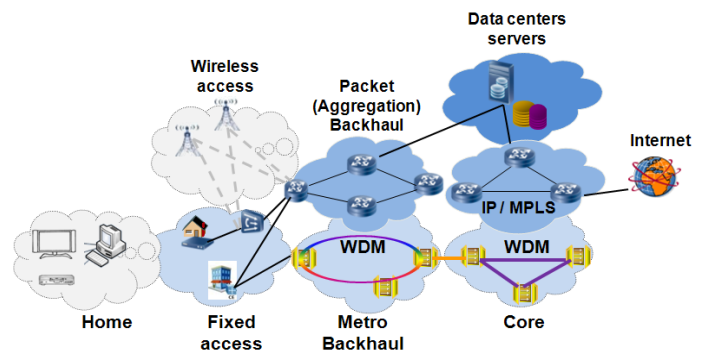 Data centers
servers
Wireless
access
Packet
(Aggregation)
Backhaul
Internet
IP / MPLS
WDM
WDM
Home
Fixed
access
Metro
Backhaul
Core